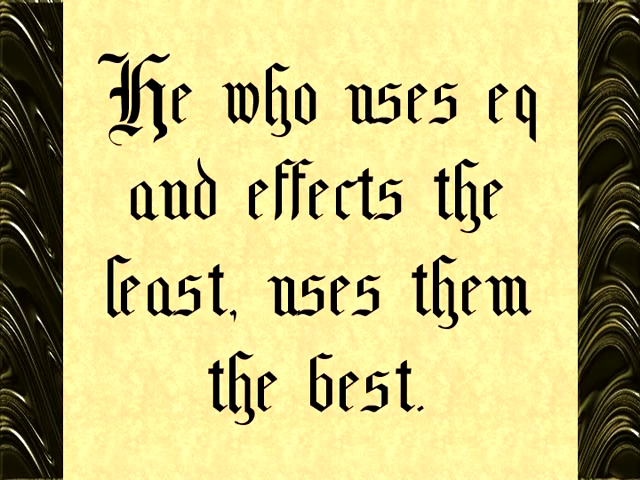 He who uses eq
and effects the
least, uses them
the best.